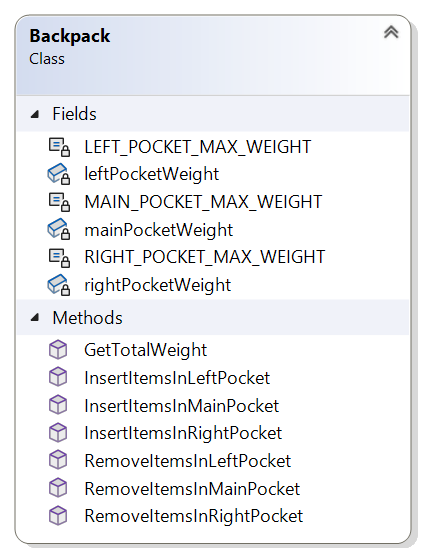 Backpack
Class
Fields
LEFT_POCKET_MAX_WEIGHT
leftPocketWeight
MAIN_POCKET_MAX_WEIGHT
mainPocketWeight
RIGHT_POCKET_MAX_WEIGHT
rightPocketWeight
Methods
GetTotalWeight
InsertItemsInLeftPocket
InsertItemsInMainPocket
InsertItemsInRightPocket
RemoveItemsInLeftPocket
RemoveItemsInMainPocket
RemoveItemsInRightPocket